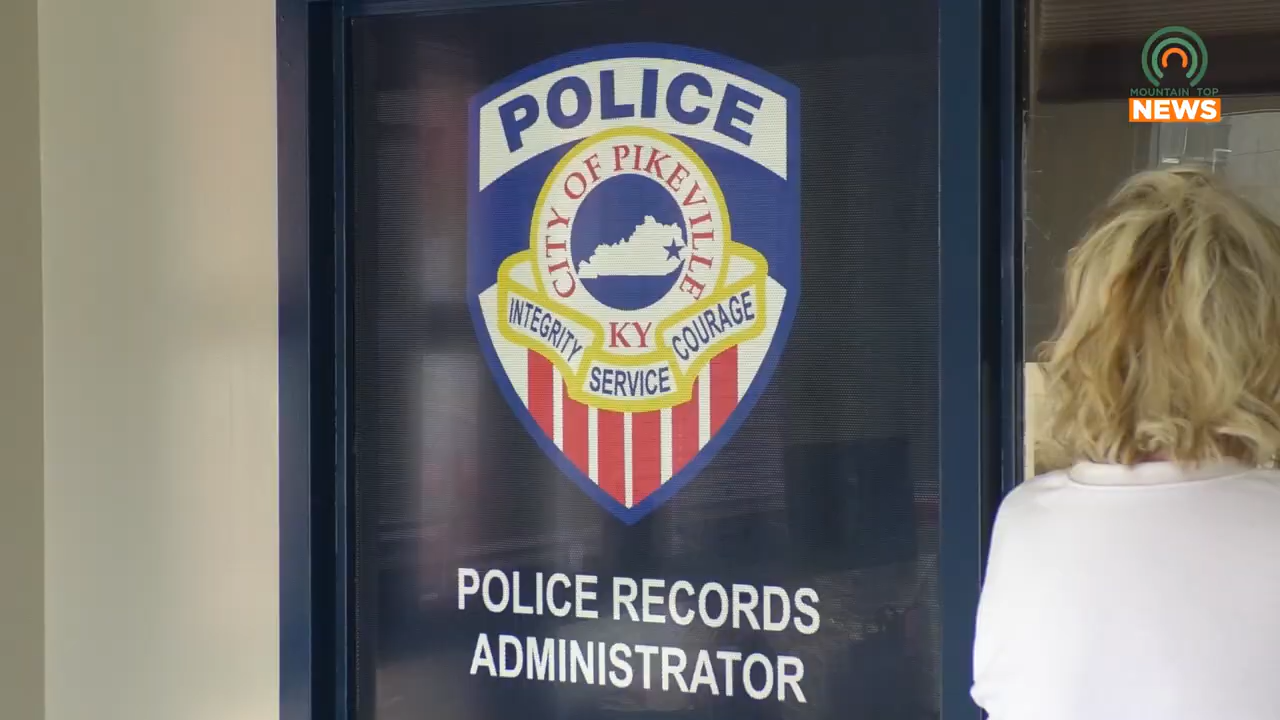 MOUNTAIN TOP
NEWS
POLICE
CITY OF PIKEVILLE
KY
INTEGRITY
SERVICE
COURAGE
POLICE RECORDS
ADMINISTRATOR